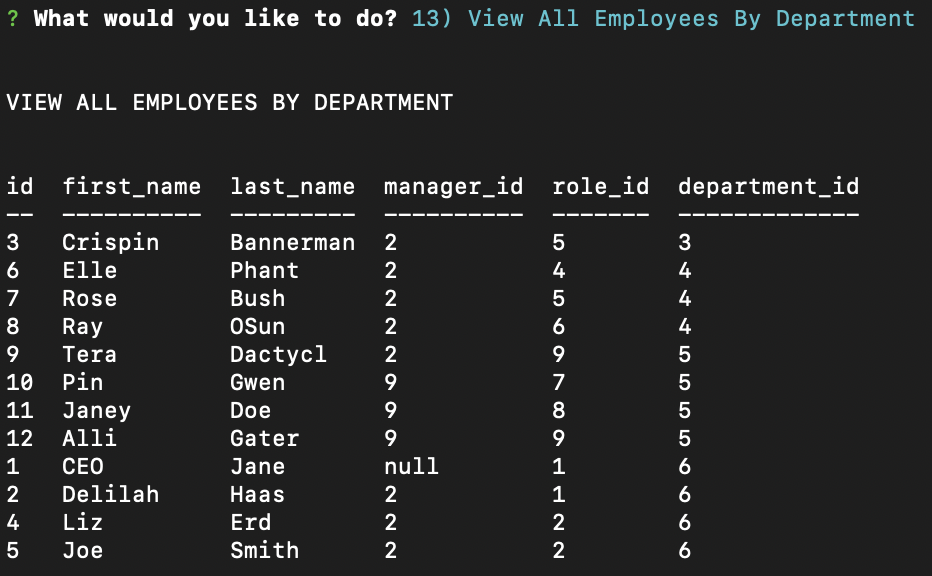 ? What would you like to do? 13) View All Employees By Department
VIEW ALL EMPLOYEES BY DEPARTMENT
id  first_name  last_name  manager_id  role_id  department_id
--  ----------  ---------  ----------  -------  -------------
3   Crispin     Bannerman  2           5        3
6   Elle        Phant      2           4        4
7   Rose        Bush       2           5        4
8   Ray         OSun       2           6        4
9   Tera        Dactycl    2           9        5
10  Pin         Gwen       9           7        5
11  Janey       Doe        9           8        5
12  Alli        Gater      9           9        5
1   CEO         Jane       null        1        6
2   Delilah     Haas       2           1        6
4   Liz         Erd        2           2        6
5   Joe         Smith      2           2        6